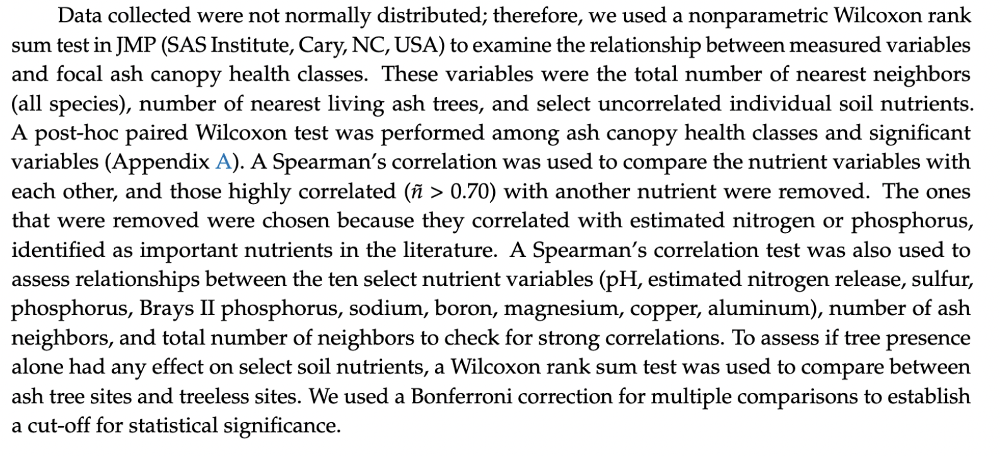 Data collected were not normally distributed; therefore, we used a nonparametric Wilcoxon rank
sum test in JMP (SAS Institute, Cary, NC, USA) to examine the relationship between measured variables
and focal ash canopy health classes. These variables were the total number of nearest neighbors
(all species), number of nearest living ash trees, and select uncorrelated individual soil nutrients.
A post-hoc paired Wilcoxon test was performed among ash canopy health classes and significant
variables (Appendix A). A Spearman's correlation was used to compare the nutrient variables with
each other, and those highly correlated (ñ > 0.70) with another nutrient were removed. The ones
that were removed were chosen because they correlated with estimated nitrogen or phosphorus,
identified as important nutrients in the literature. A Spearman's correlation test was also used to
assess relationships between the ten select nutrient variables (pH, estimated nitrogen release, sulfur,
phosphorus, Brays II phosphorus, sodium, boron, magnesium, copper, aluminum), number of ash
neighbors, and total number of neighbors to check for strong correlations. To assess if tree presence
alone had any effect on select soil nutrients, a Wilcoxon rank sum test was used to compare between
ash tree sites and treeless sites. We used a Bonferroni correction for multiple comparisons to establish
a cut-off for statistical significance.